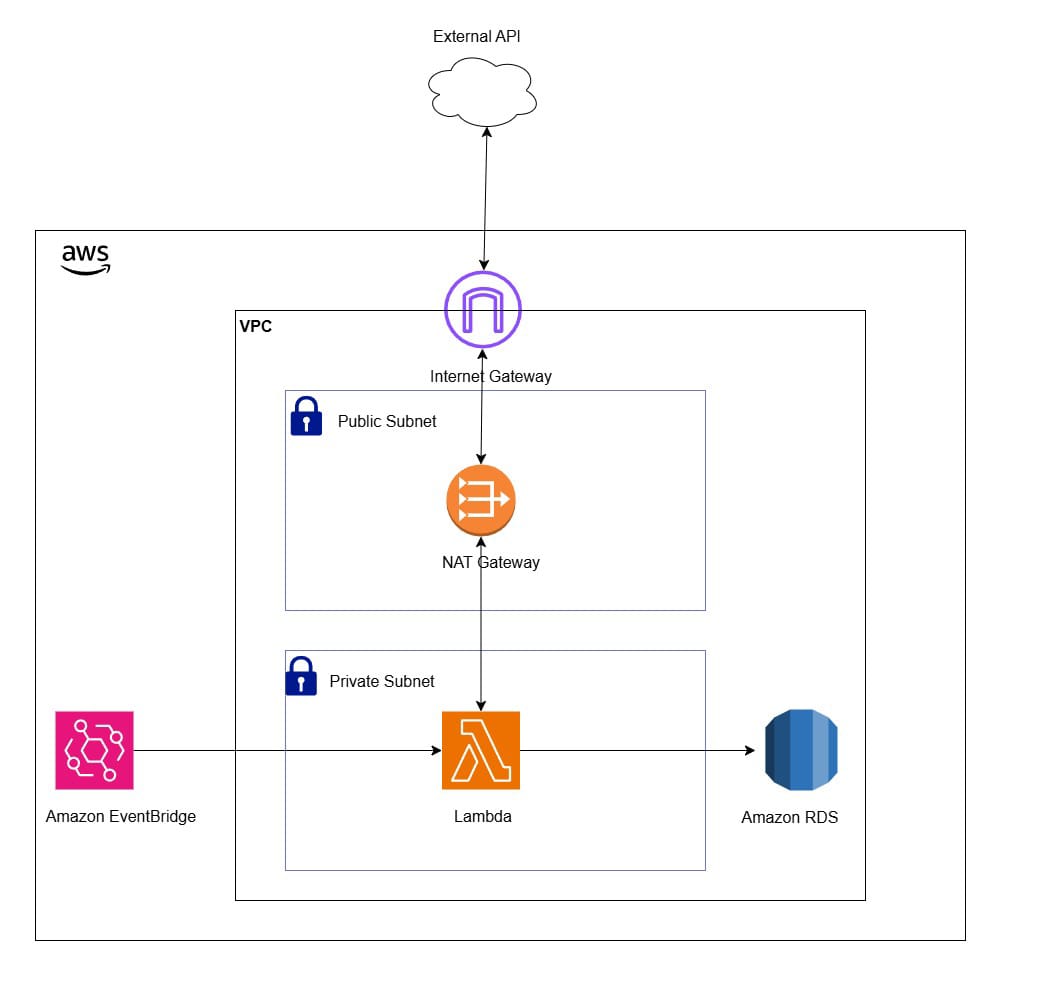 External API
aws
VPC
Internet Gateway
Public Subnet
NAT Gateway
Private Subnet
Amazon EventBridge
Lambda
Amazon RDS